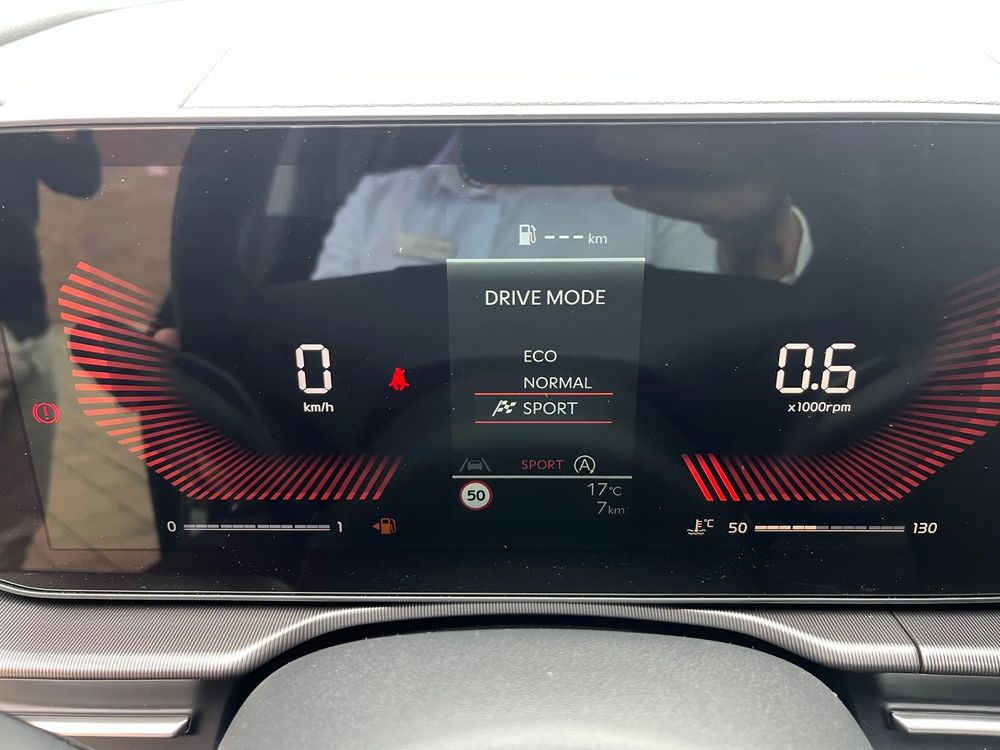 --- km
DRIVE MODE
ECO
NORMAL
SPORT
0
km/h
0.6
x1000rpm
SPORT A
50
17°C
7km
0 1
°C 50 130